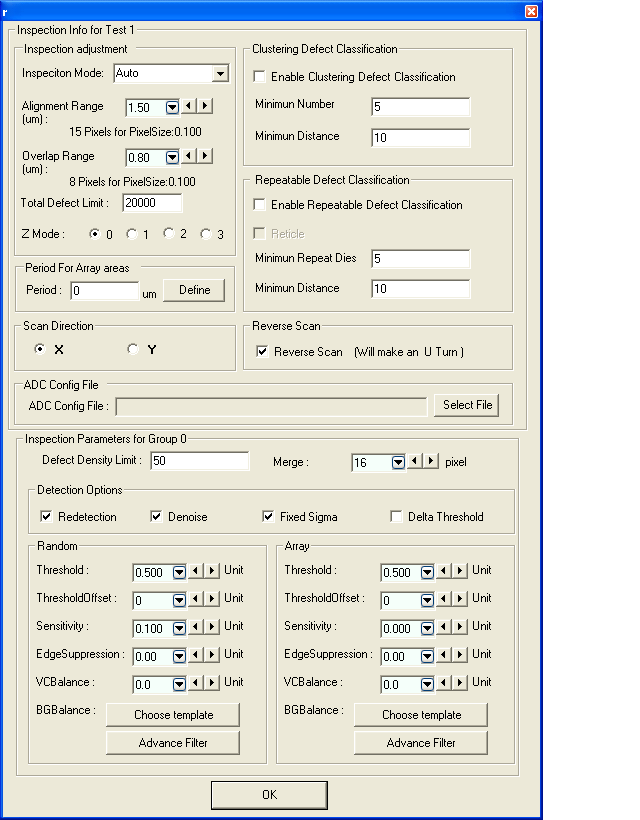 r
Inspection Info for Test 1
Inspection adjustment
Inspeciton Mode: Auto
Alignment Range (um) : 1.50
15 Pixels for PixelSize:0.100
Overlap Range (um) : 0.80
8 Pixels for PixelSize:0.100
Total Defect Limit : 20000
Z Mode : 0 1 2 3
Period For Array areas
Period : 0 um Define
Scan Direction
X Y
Clustering Defect Classification
Enable Clustering Defect Classification
Minimun Number 5
Minimun Distance 10
Repeatable Defect Classification
Enable Repeatable Defect Classification
Reticle
Minimun Repeat Dies 5
Minimun Distance 10
Reverse Scan
Reverse Scan (Will make an U Turn )
ADC Config File
ADC Config File : Select File
Inspection Parameters for Group 0
Defect Density Limit : 50 Merge : 16 pixel
Detection Options
Redetection Denoise Fixed Sigma Delta Threshold
Random
Threshold : 0.500 Unit
ThresholdOffset : 0 Unit
Sensitivity : 0.100 Unit
EdgeSuppression : 0.00 Unit
VCBalance : 0.0 Unit
BGBalance : Choose template
Advance Filter
Array
Threshold : 0.500 Unit
ThresholdOffset : 0 Unit
Sensitivity : 0.000 Unit
EdgeSuppression : 0.00 Unit
VCBalance : 0.0 Unit
BGBalance : Choose template
Advance Filter
OK